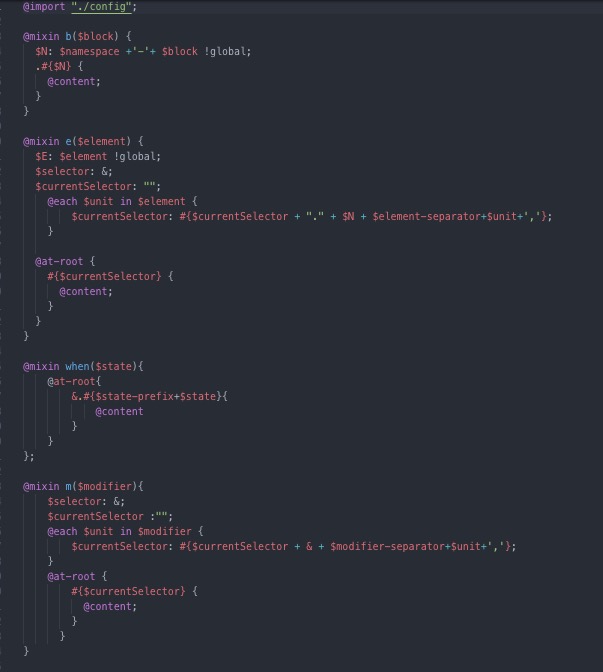 @import "./config";
@mixin b($block) {
$N: $namespace +'-'+ $block !global;
.#{$N} {
@content;
}
}
@mixin e($element) {
$E: $element !global;
$selector: &;
$currentSelector: "";
@each $unit in $element {
$currentSelector: #{$currentSelector + "." + $N + $element-separator+$unit+','};
}
@at-root {
#{$currentSelector} {
@content;
}
}
}
@mixin when($state){
@at-root{
&.#{$state-prefix+$state}{
@content
}
}
};
@mixin m($modifier){
$selector: &;
$currentSelector :"";
@each $unit in $modifier {
$currentSelector: #{$currentSelector + & + $modifier-separator+$unit+','};
}
@at-root {
#{$currentSelector} {
@content;
}
}
}